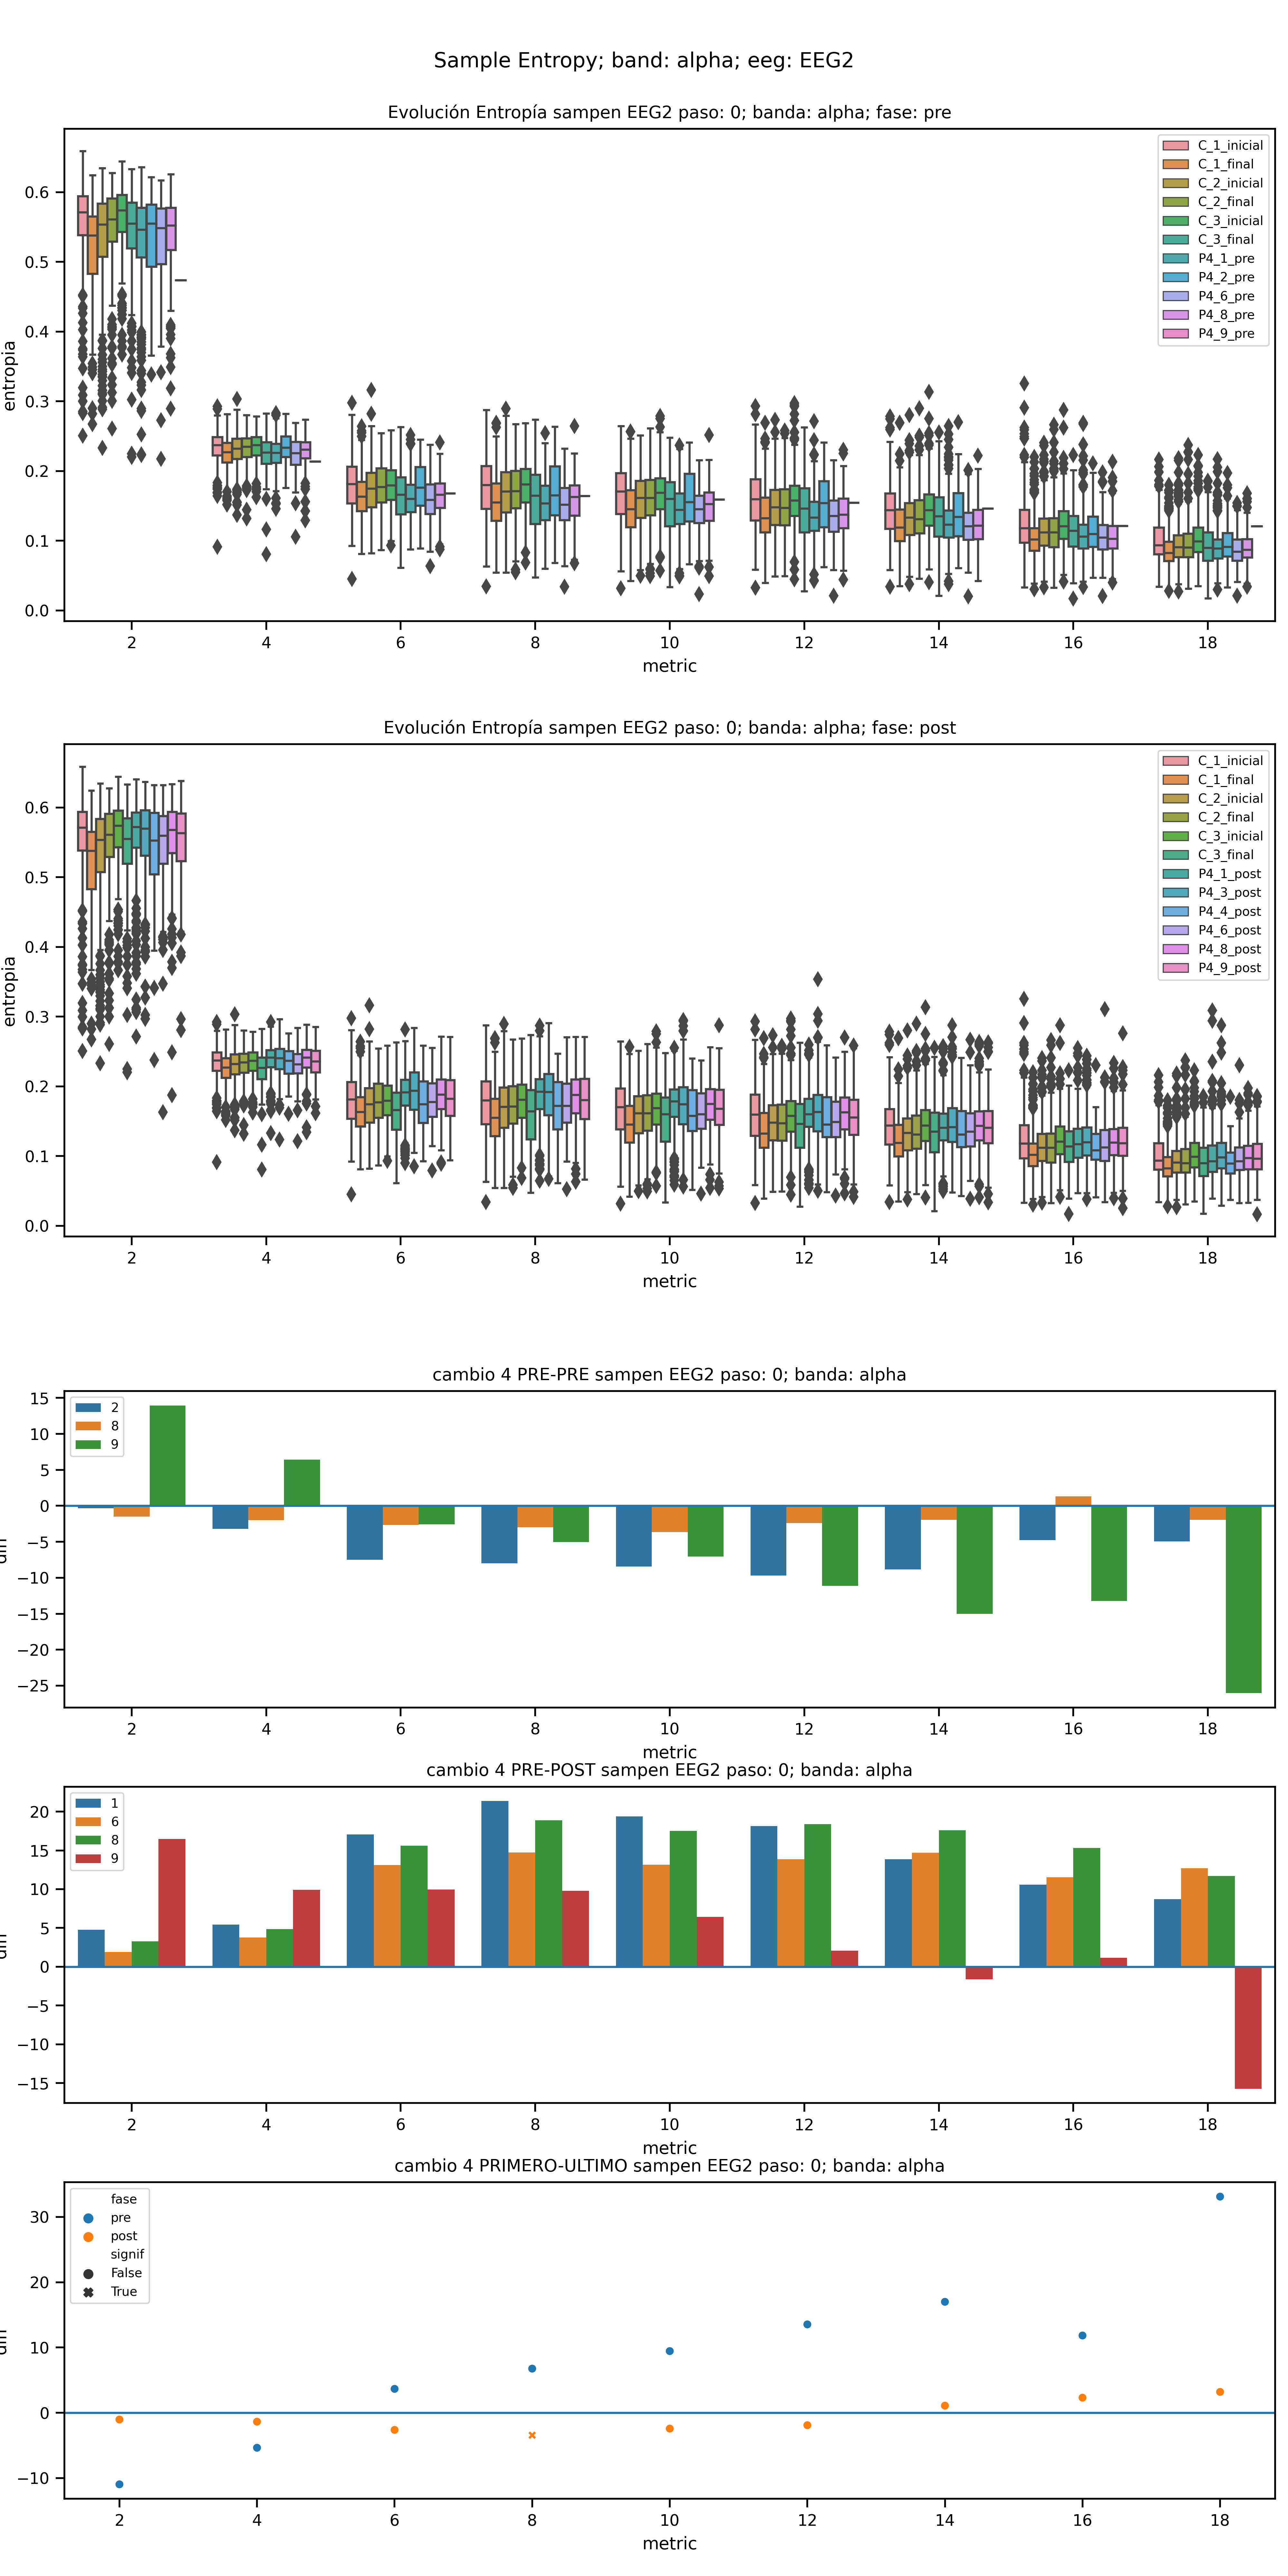 Sample Entropy; band: alpha; eeg: EEG2
Evolución Entropía sampen EEG2 paso: 0; banda: alpha; fase: pre
entropia
0.6
0.5
0.4
0.3
0.2
0.1
0.0
C_1_inicial
C_1_final
C_2_inicial
C_2_final
C_3_inicial
C_3_final
P4_1_pre
P4_2_pre
P4_6_pre
P4_8_pre
P4_9_pre
2 4 6 8 10 12 14 16 18
metric
Evolución Entropía sampen EEG2 paso: 0; banda: alpha; fase: post
entropia
0.6
0.5
0.4
0.3
0.2
0.1
0.0
C_1_inicial
C_1_final
C_2_inicial
C_2_final
C_3_inicial
C_3_final
P4_1_post
P4_3_post
P4_4_post
P4_6_post
P4_8_post
P4_9_post
2 4 6 8 10 12 14 16 18
metric
cambio 4 PRE-PRE sampen EEG2 paso: 0; banda: alpha
15
10
5
0
−5
−10
−15
−20
−25
2
8
9
2 4 6 8 10 12 14 16 18
metric
cambio 4 PRE-POST sampen EEG2 paso: 0; banda: alpha
20
15
10
5
0
−5
−10
−15
1
6
8
9
2 4 6 8 10 12 14 16 18
metric
cambio 4 PRIMERO-ULTIMO sampen EEG2 paso: 0; banda: alpha
30
20
10
0
−10
fase
pre
post
signif
False
True
2 4 6 8 10 12 14 16 18
metric